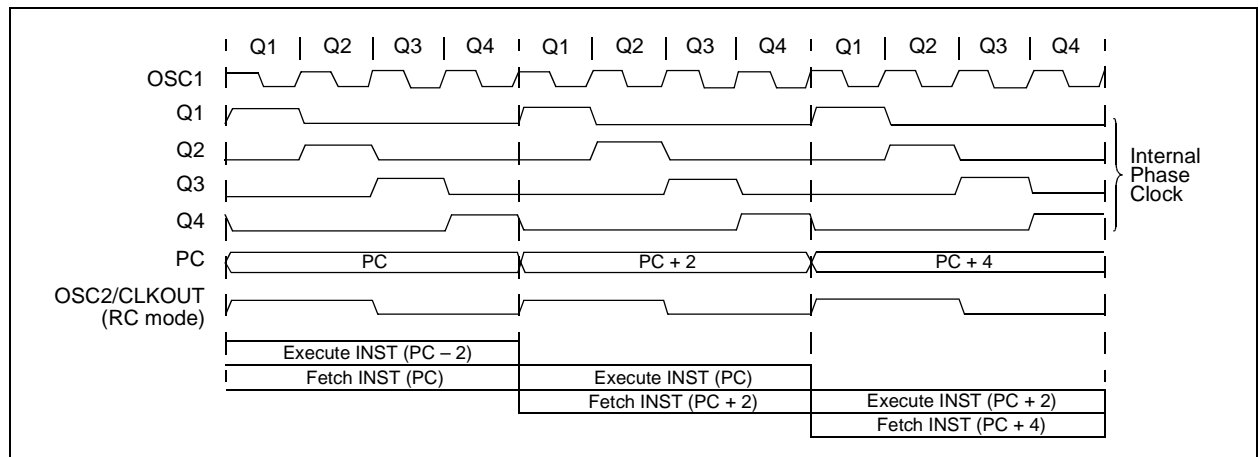 Q1 Q2 Q3 Q4 Q1 Q2 Q3 Q4 Q1 Q2 Q3 Q4
OSC1
Q1
Q2
Q3
Q4
Internal
Phase
Clock
PC PC PC + 2 PC + 4
OSC2/CLKOUT
(RC mode)
Execute INST (PC – 2)
Fetch INST (PC) Execute INST (PC)
Fetch INST (PC + 2) Execute INST (PC + 2)
Fetch INST (PC + 4)